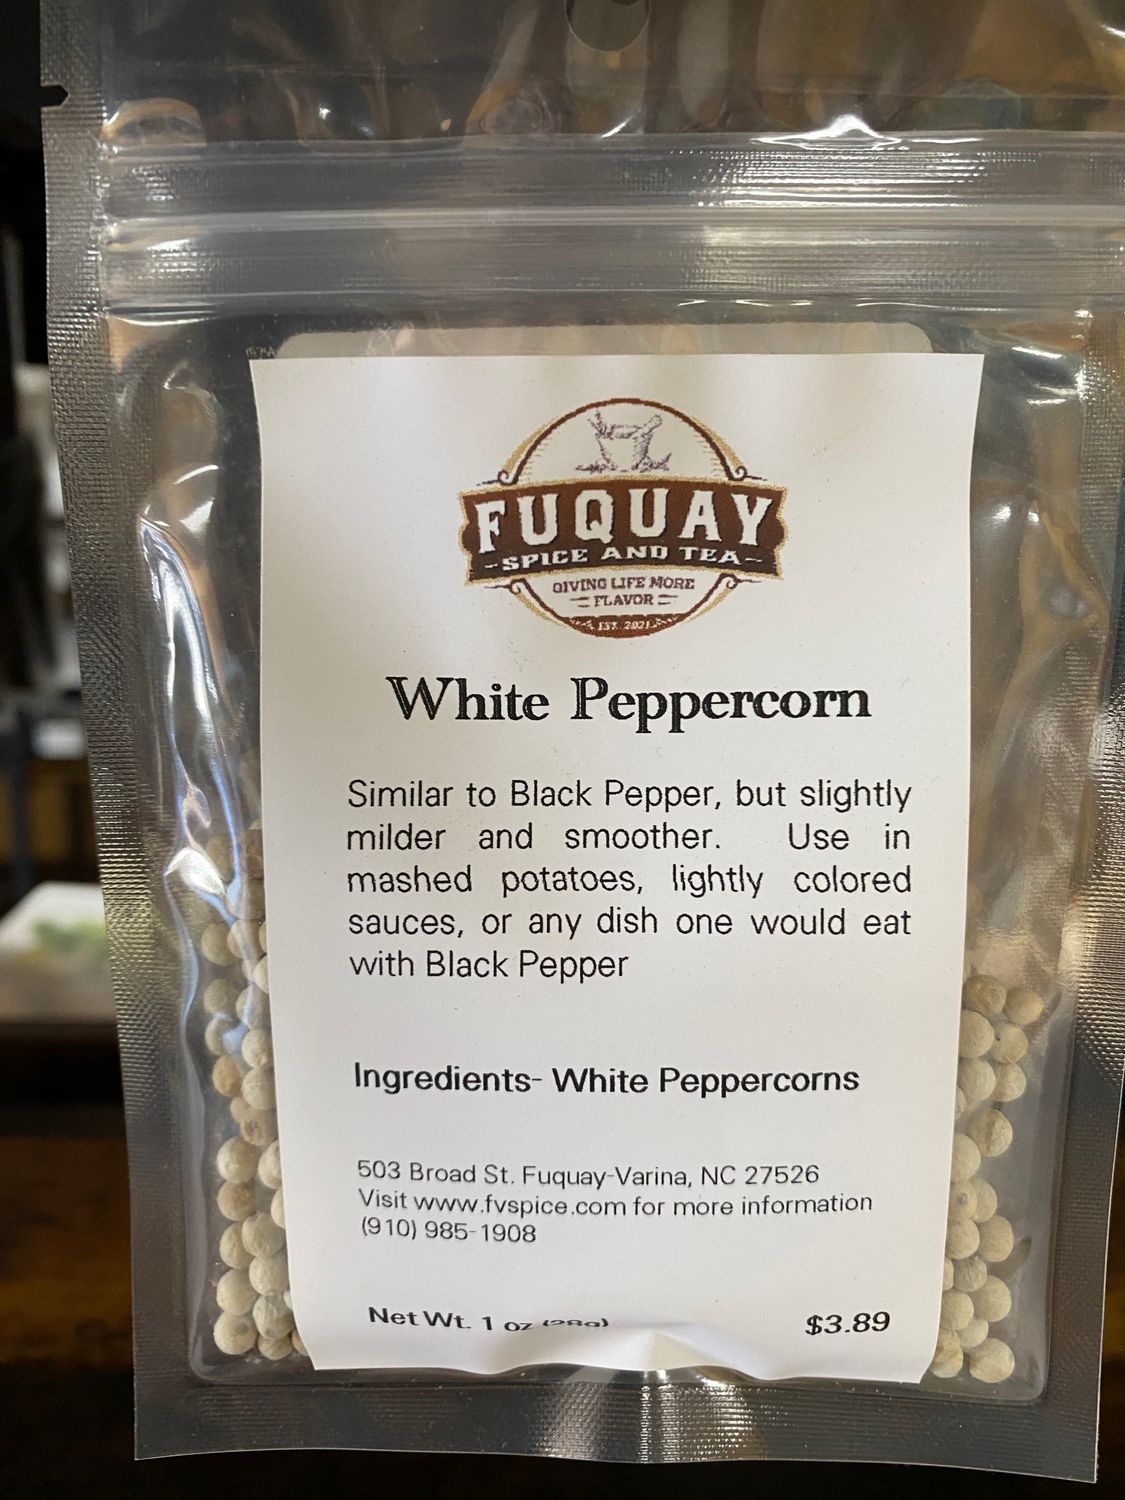 FUQUAY
-SPICE AND TEA-
GIVING LIFE MORE
FLAVOR
EST. 2021
White Peppercorn
Similar to Black Pepper, but slightly
milder and smoother. Use in
mashed potatoes, lightly colored
sauces, or any dish one would eat
with Black Pepper
Ingredients- White Peppercorns
503 Broad St. Fuquay-Varina, NC 27526
Visit www.fvspice.com for more information
(910) 985-1908
Net Wt. 1 oz (28g)
$3.89